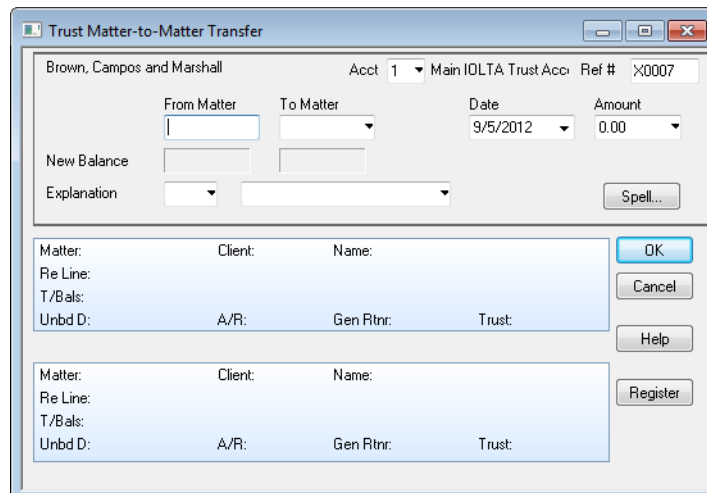 Trust Matter-to-Matter Transfer
Brown, Campos and Marshall Acct 1 Main IOLTA Trust Acc Ref # X0007
From Matter To Matter Date Amount
9/5/2012 0.00
New Balance
Explanation Spell...
Matter: Client: Name:
Re Line:
T/Bals:
Unbd D: A/R: Gen Rtnr: Trust:
OK
Cancel
Help
Matter: Client: Name:
Re Line:
T/Bals:
Unbd D: A/R: Gen Rtnr: Trust:
Register